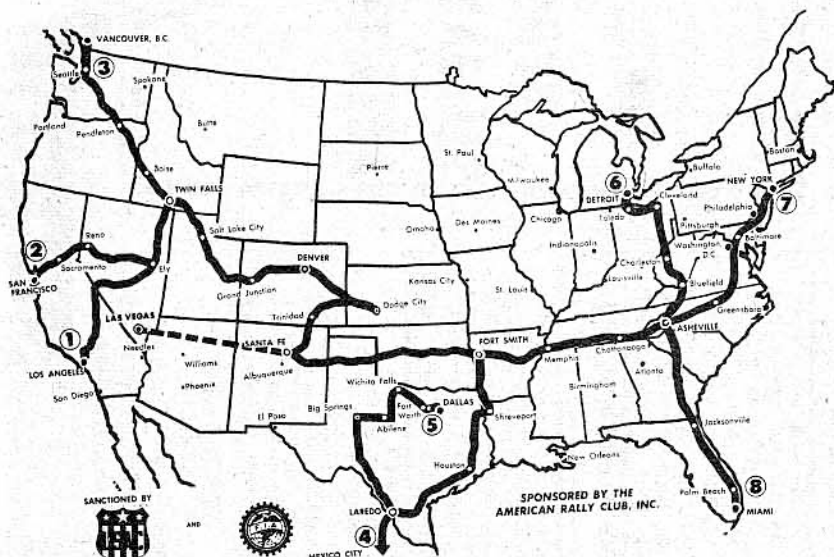 VANCOUVER, B.C.
3
Seattle
Spokane
Portland
Pendleton
Butte
Boise
TWIN FALLS
Pierre
St. Paul
Milwaukee
6
DETROIT
Toledo
Cleveland
Buffalo
Boston
NEW YORK
7
Philadelphia
Pittsburgh
Baltimore
Washington, D.C.
Omaha
Des Moines
Chicago
Indianapolis
Charleston
Louisville
Bluefield
Greensboro
2
Reno
Sacramento
SAN FRANCISCO
Ely
Salt Lake City
Grand Junction
DENVER
Kansas City
Dodge City
St. Louis
Trinidad
LAS VEGAS
Needles
1
LOS ANGELES
San Diego
Williams
Phoenix
SANTA FE
Albuquerque
El Paso
FORT SMITH
Memphis
Chattanooga
ASHEVILLE
Atlanta
Birmingham
Wichita Falls
Big Springs
Fort Worth
DALLAS
5
Abilene
Shreveport
Houston
New Orleans
Jacksonville
Palm Beach
8
MIAMI
LAREDO
4
MEXICO CITY
SANCTIONED BY
AND
F.I.A.
SPONSORED BY THE
AMERICAN RALLY CLUB, INC.